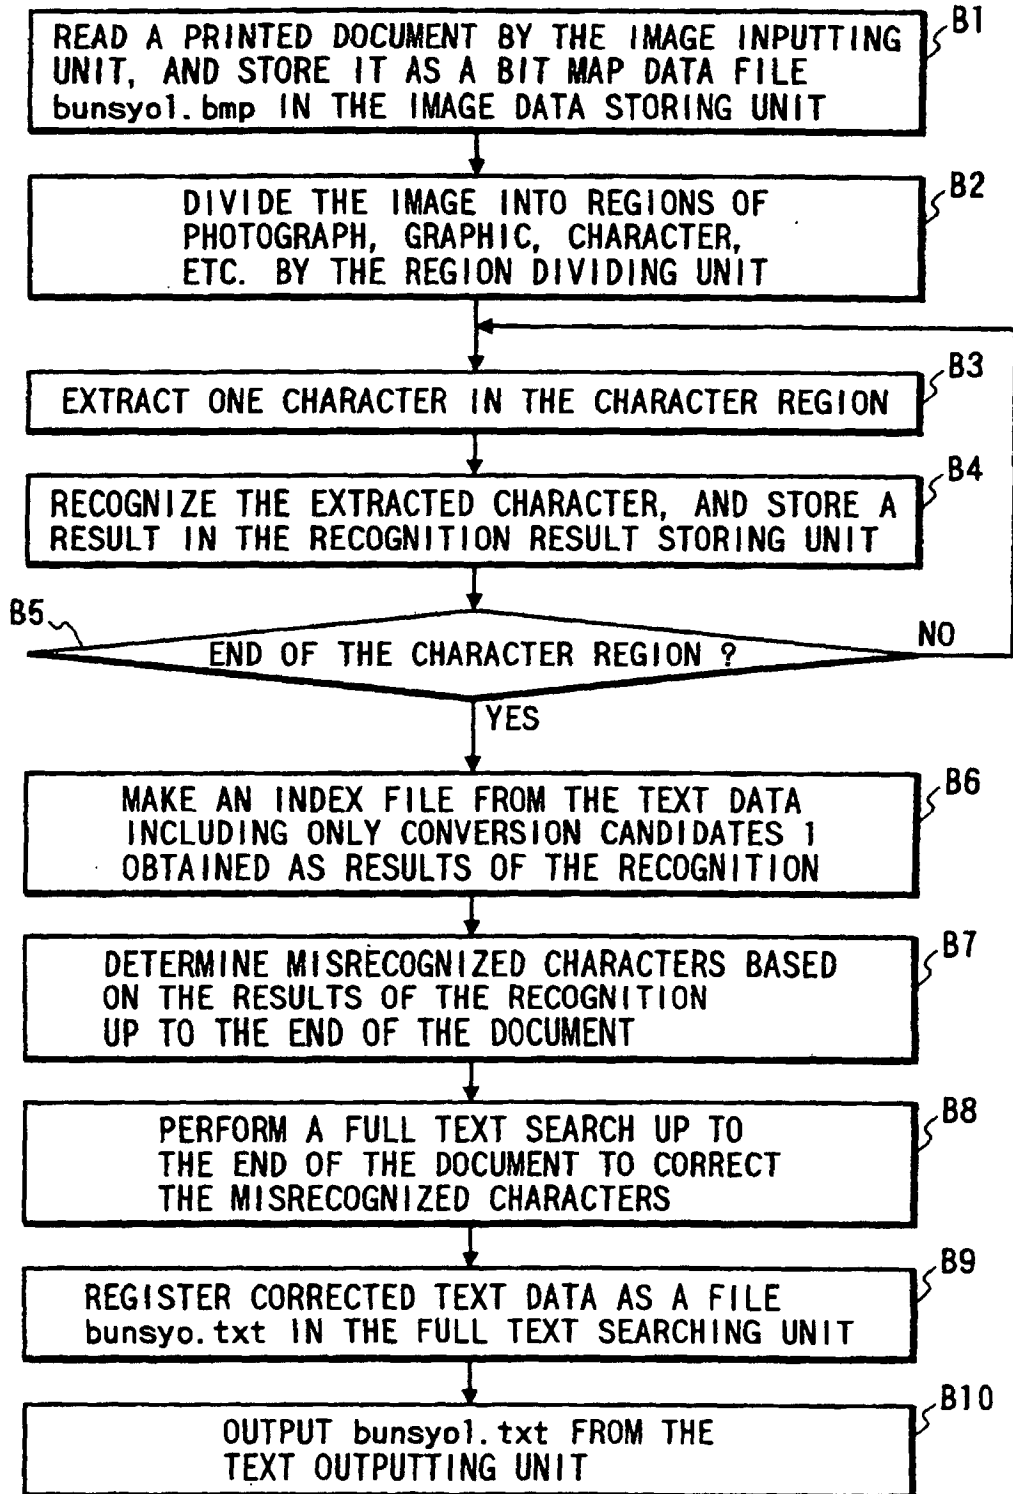 B1
READ A PRINTED DOCUMENT BY THE IMAGE INPUTTING
UNIT, AND STORE IT AS A BIT MAP DATA FILE
bunsyo1.bmp IN THE IMAGE DATA STORING UNIT
B2
DIVIDE THE IMAGE INTO REGIONS OF
PHOTOGRAPH, GRAPHIC, CHARACTER,
ETC. BY THE REGION DIVIDING UNIT
B3
EXTRACT ONE CHARACTER IN THE CHARACTER REGION
B4
RECOGNIZE THE EXTRACTED CHARACTER, AND STORE A
RESULT IN THE RECOGNITION RESULT STORING UNIT
B5
END OF THE CHARACTER REGION ?
NO
YES
B6
MAKE AN INDEX FILE FROM THE TEXT DATA
INCLUDING ONLY CONVERSION CANDIDATES 1
OBTAINED AS RESULTS OF THE RECOGNITION
B7
DETERMINE MISRECOGNIZED CHARACTERS BASED
ON THE RESULTS OF THE RECOGNITION
UP TO THE END OF THE DOCUMENT
B8
PERFORM A FULL TEXT SEARCH UP TO
THE END OF THE DOCUMENT TO CORRECT
THE MISRECOGNIZED CHARACTERS
B9
REGISTER CORRECTED TEXT DATA AS A FILE
bunsyo.txt IN THE FULL TEXT SEARCHING UNIT
B10
OUTPUT bunsyo1.txt FROM THE
TEXT OUTPUTTING UNIT